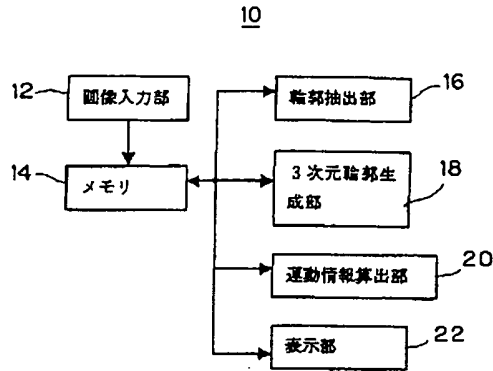 10
12
画像入力部
14
メモリ
輪郭抽出部
16
3次元輪郭生
成部
18
運動情報算出部
20
表示部
22